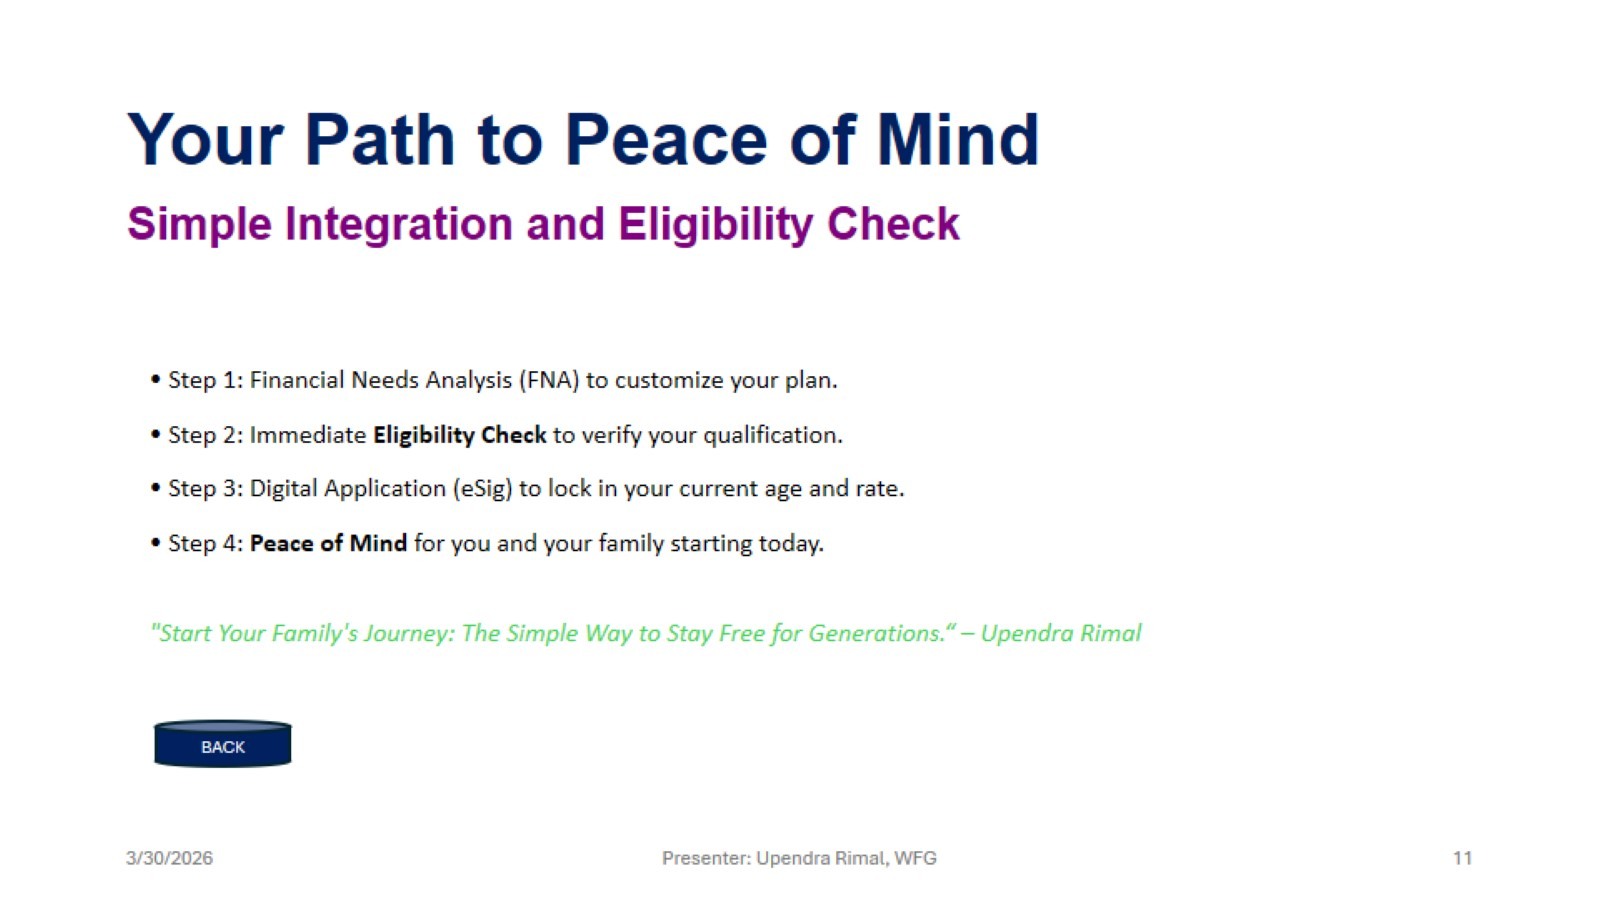 Your Path to Peace of Mind
Simple Integration and Eligibility Check
• Step 1: Financial Needs Analysis (FNA) to customize your plan.
• Step 2: Immediate Eligibility Check to verify your qualification.
• Step 3: Digital Application (eSig) to lock in your current age and rate.
• Step 4: Peace of Mind for you and your family starting today.
"Start Your Family's Journey: The Simple Way to Stay Free for Generations.“ – Upendra Rimal
BACK
3/30/2026 Presenter: Upendra Rimal, WFG 11